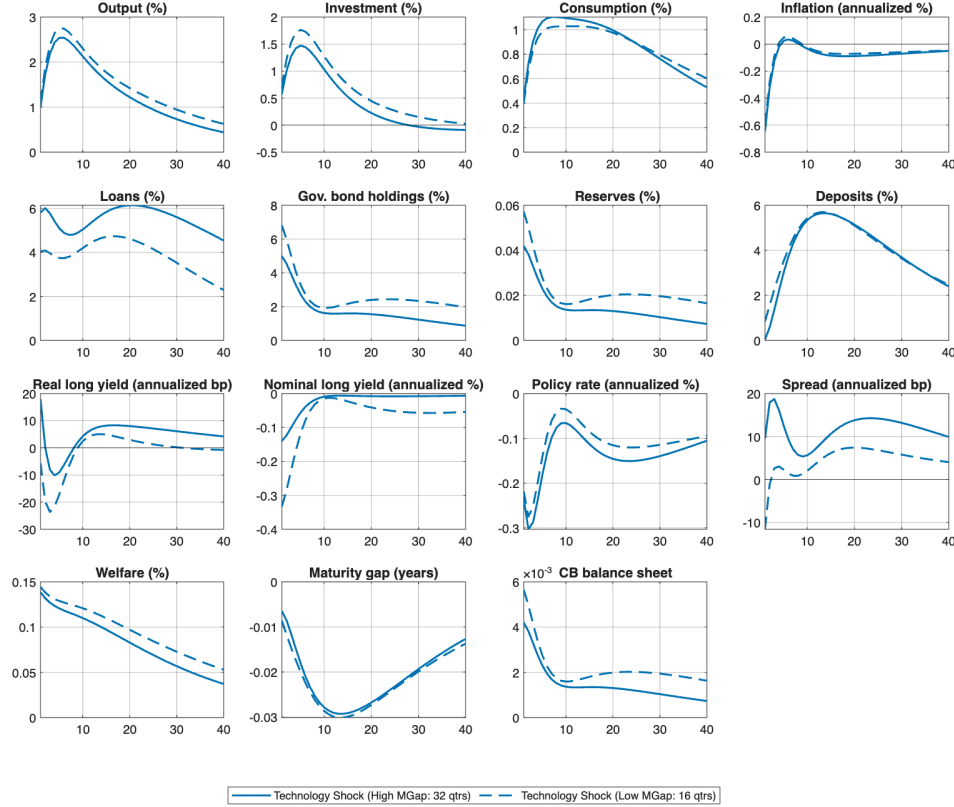 Output (%)
3
2
1
0
10 20 30 40
Investment (%)
2
1.5
1
0.5
0
-0.5
10 20 30 40
Consumption (%)
1
0.8
0.6
0.4
0.2
0
10 20 30 40
Inflation (annualized %)
0.2
0
-0.2
-0.4
-0.6
-0.8
10 20 30 40
Loans (%)
6
4
2
0
10 20 30 40
Gov. bond holdings (%)
8
6
4
2
0
10 20 30 40
Reserves (%)
0.06
0.04
0.02
0
10 20 30 40
Deposits (%)
6
4
2
0
10 20 30 40
Real long yield (annualized bp)
20
10
0
-10
-20
-30
10 20 30 40
Nominal long yield (annualized %)
0
-0.1
-0.2
-0.3
-0.4
10 20 30 40
Policy rate (annualized %)
0
-0.1
-0.2
-0.3
10 20 30 40
Spread (annualized bp)
20
10
0
-10
10 20 30 40
Welfare (%)
0.15
0.1
0.05
0
10 20 30 40
Maturity gap (years)
0
-0.01
-0.02
-0.03
10 20 30 40
CB balance sheet
×10⁻³
6
4
2
0
10 20 30 40
Technology Shock (High MGap: 32 qtrs) Technology Shock (Low MGap: 16 qtrs)